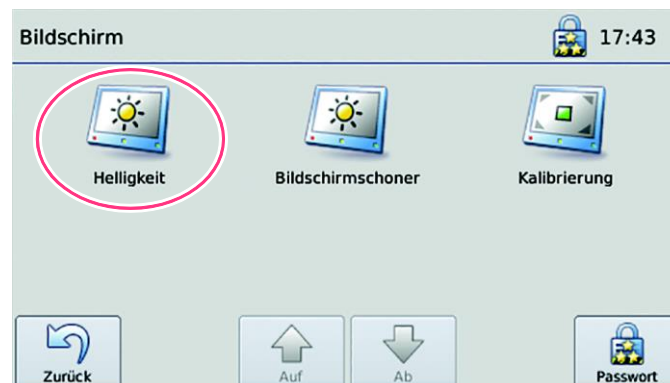 Bildschirm 17:43
Helligkeit Bildschirmschoner Kalibrierung
Zurück Auf Ab Passwort